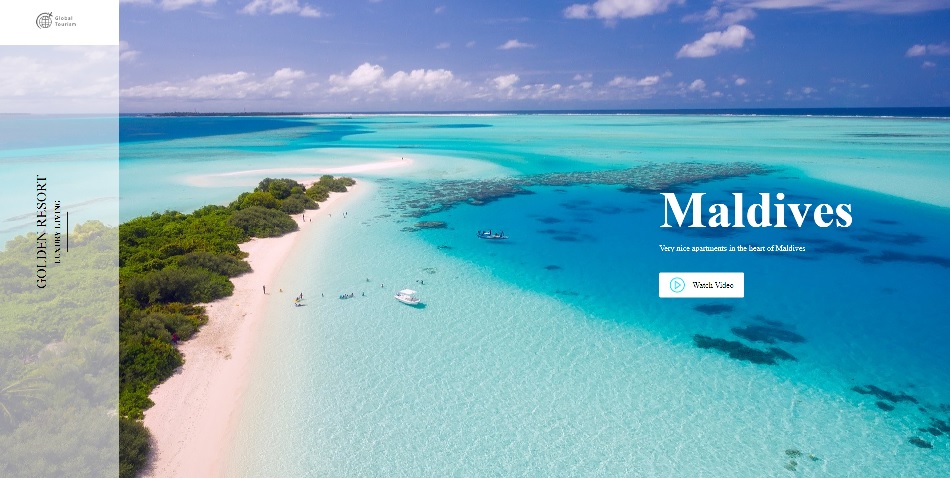 Global
Tourism
GOLDEN RESORT
LUXURY LIVING
Maldives
Very nice apartments in the heart of Maldives
Watch Video